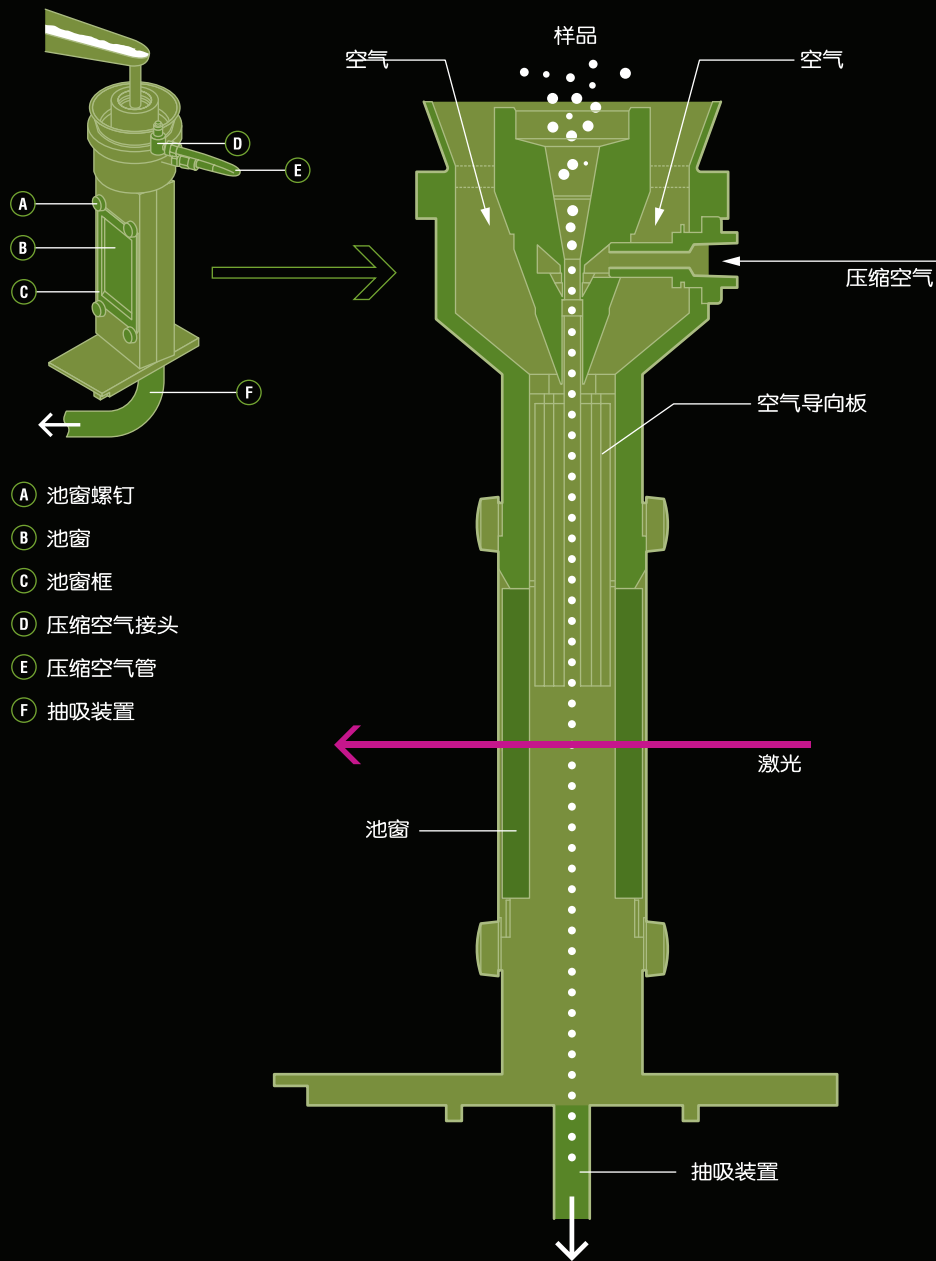 样品
空气
空气
D
E
A
B
C
压缩空气
F
空气导向板
A 池窗螺钉
B 池窗
C 池窗框
D 压缩空气接头
E 压缩空气管
F 抽吸装置
激光
池窗
抽吸装置